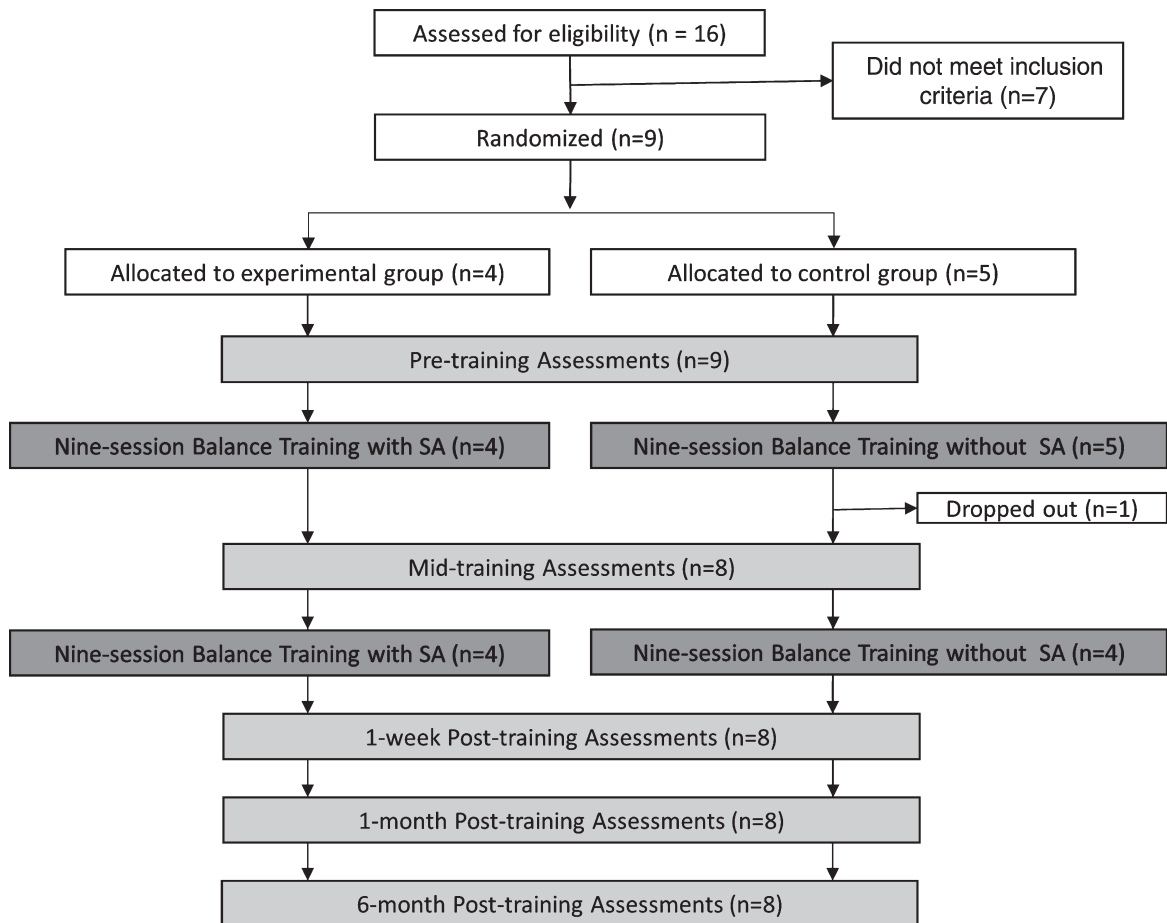 Assessed for eligibility (n = 16)
Did not meet inclusion
criteria (n=7)
Randomized (n=9)
Allocated to experimental group (n=4)
Allocated to control group (n=5)
Pre-training Assessments (n=9)
Nine-session Balance Training with SA (n=4)
Nine-session Balance Training without SA (n=5)
Dropped out (n=1)
Mid-training Assessments (n=8)
Nine-session Balance Training with SA (n=4)
Nine-session Balance Training without SA (n=4)
1-week Post-training Assessments (n=8)
1-month Post-training Assessments (n=8)
6-month Post-training Assessments (n=8)